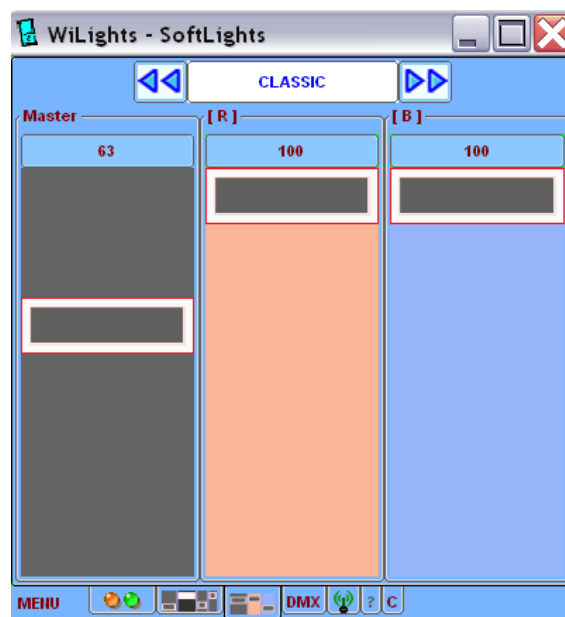 WiLights - SoftLights
CLASSIC
Master [ R ] [ B ]
63 100 100
MENU DMX ? C